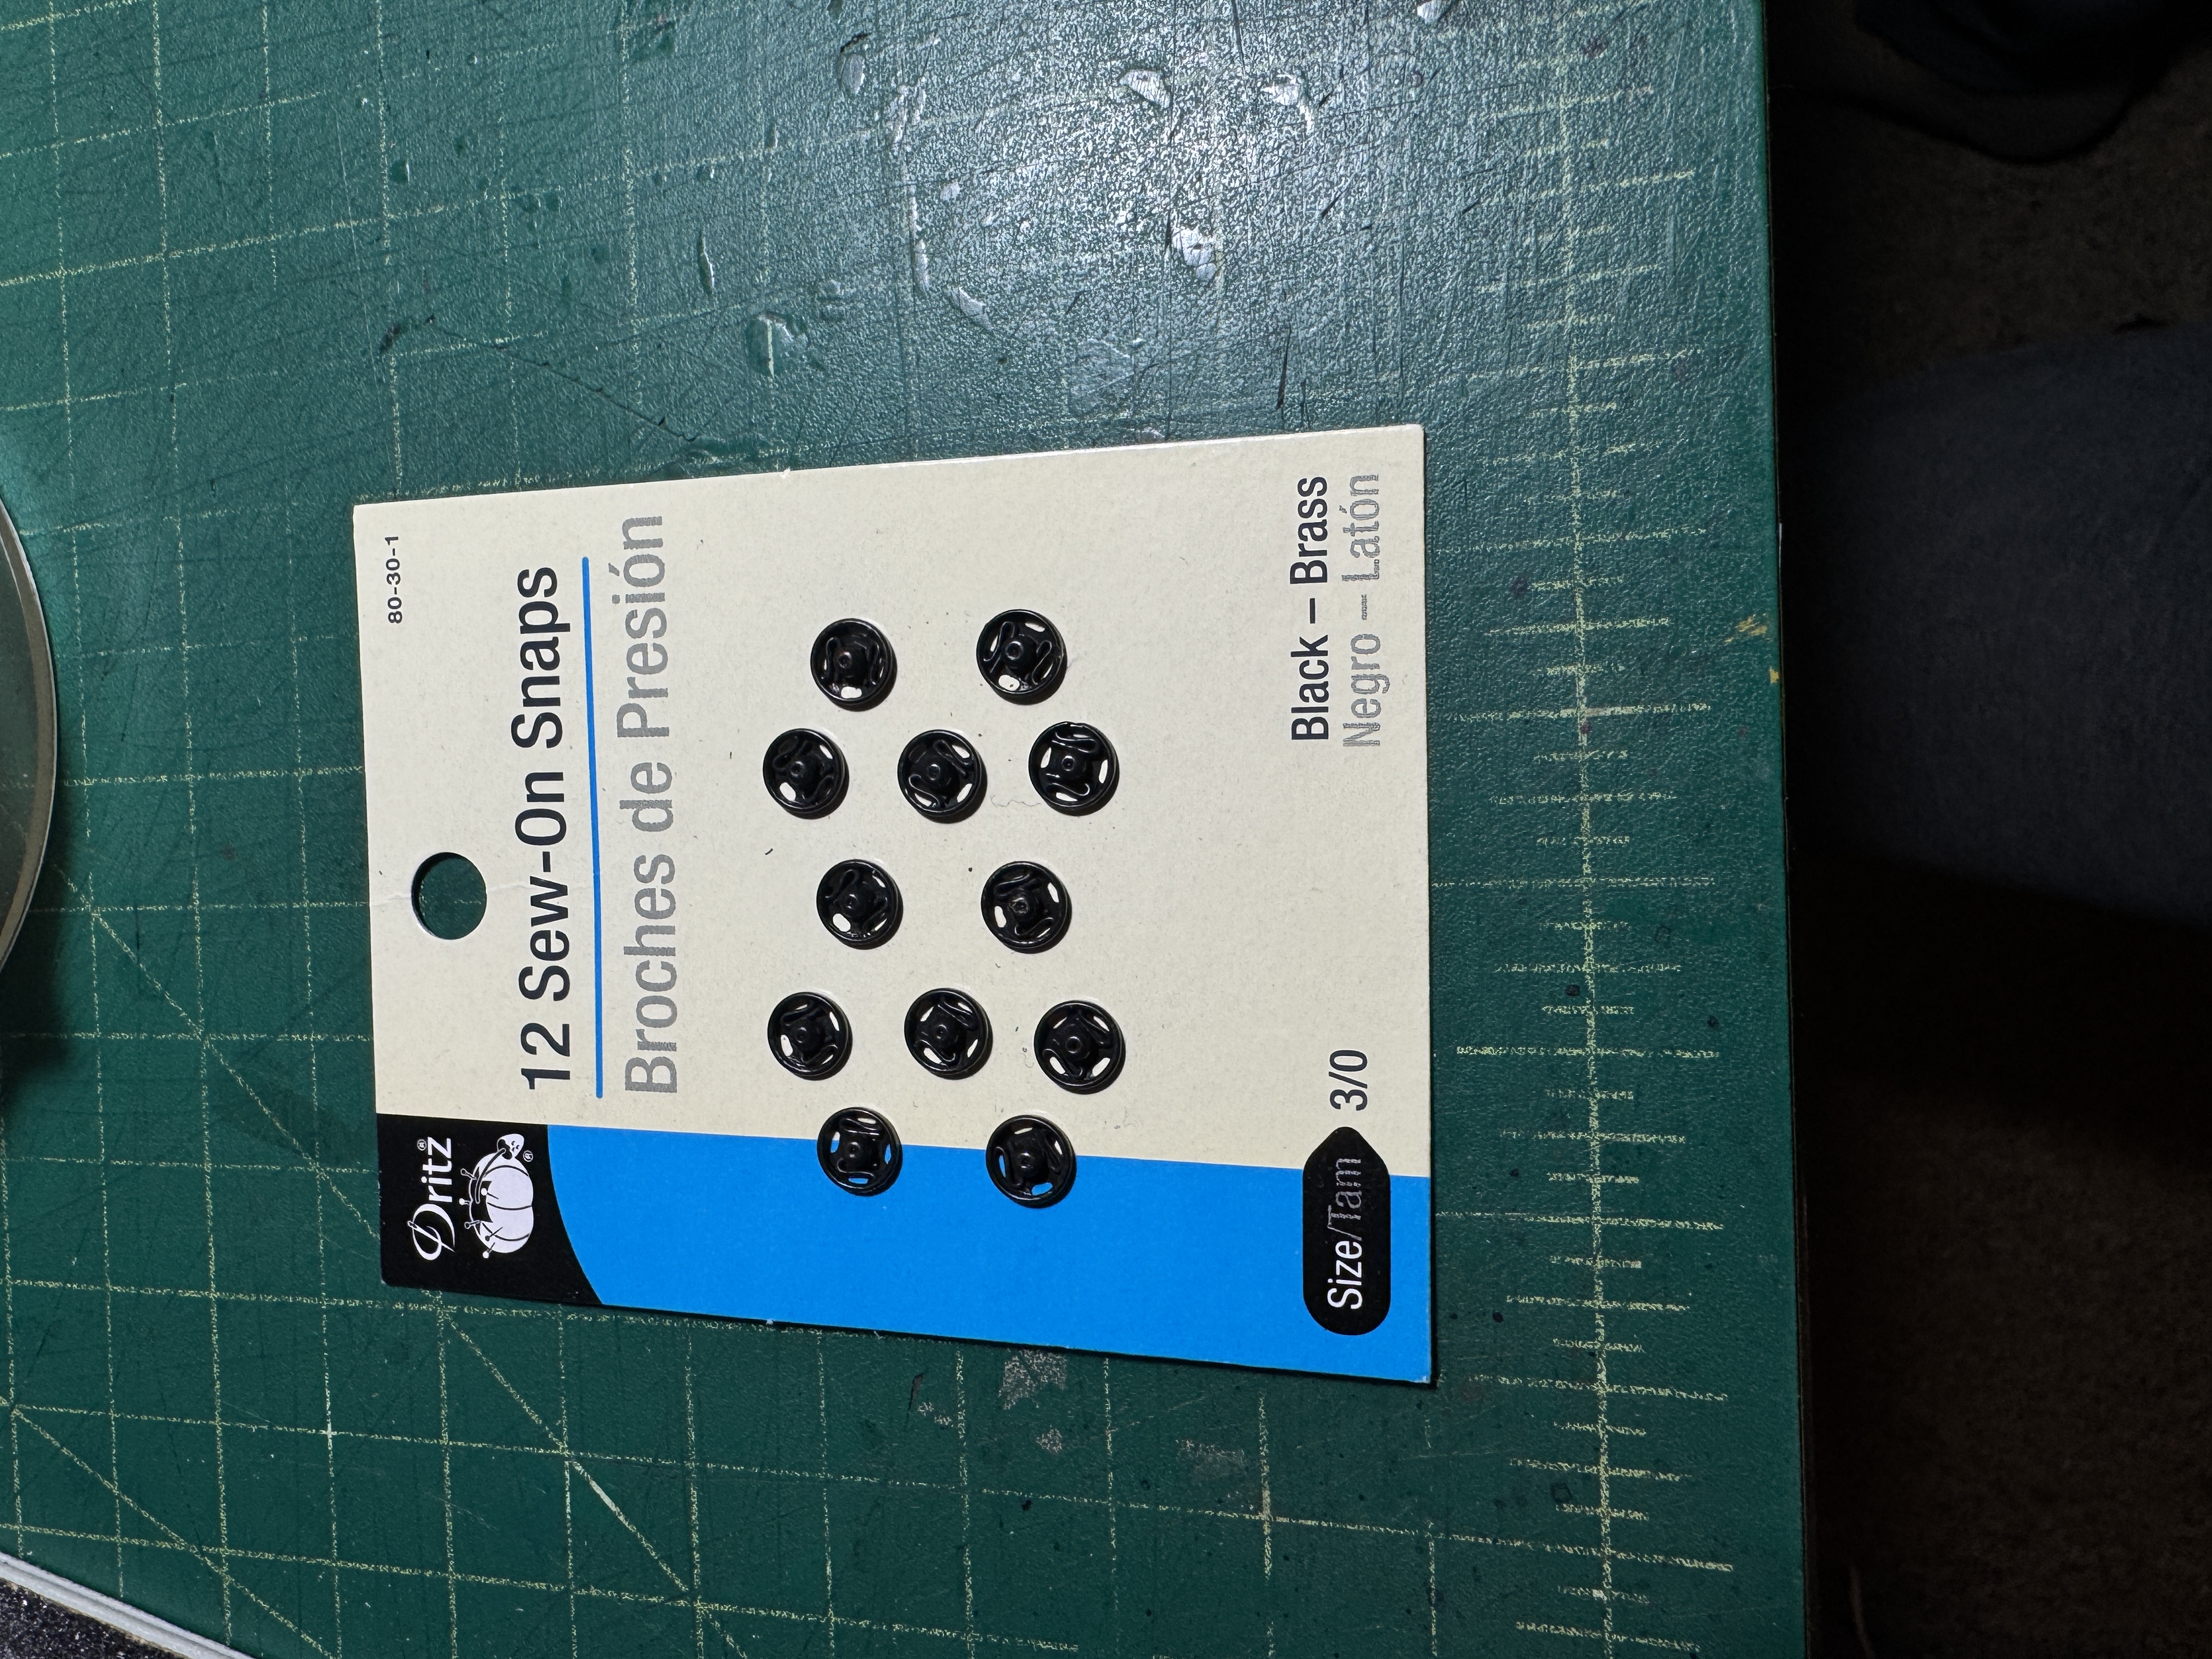 80-30-1
Dritz®
®
12 Sew-On Snaps
Broches de Presión
Size/Tam 3/0
Black – Brass
Negro – Latón